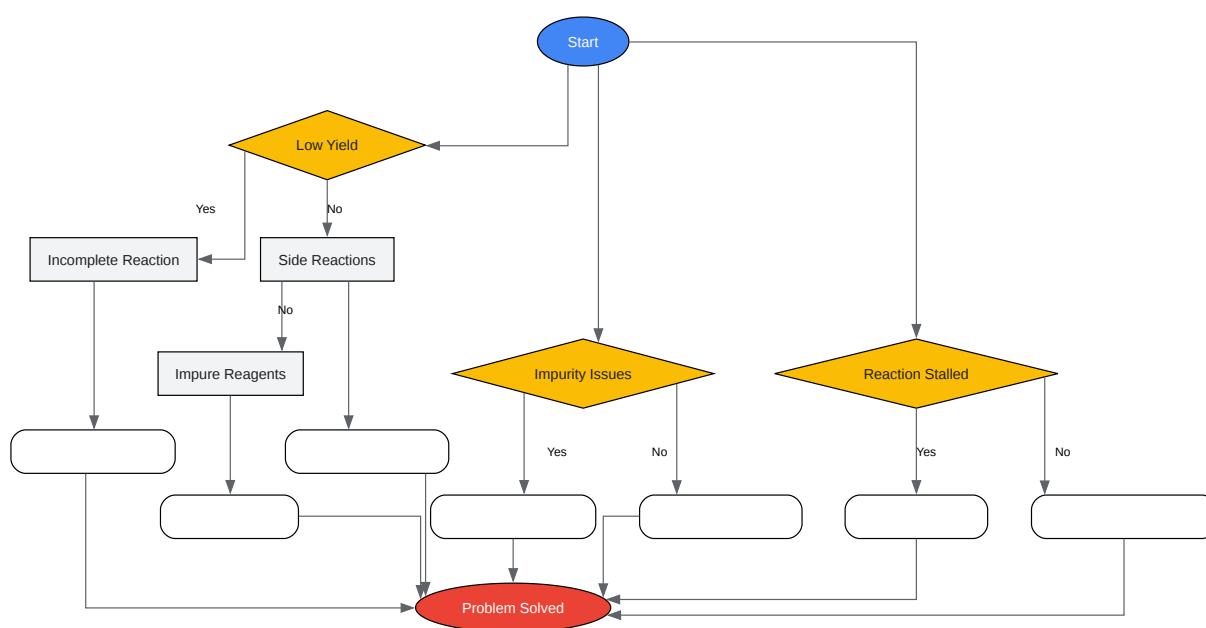 Start
Low Yield
Yes
No
Incomplete Reaction
Side Reactions
No
Impure Reagents
Impurity Issues
Reaction Stalled
Yes
No
Yes
No
Problem Solved